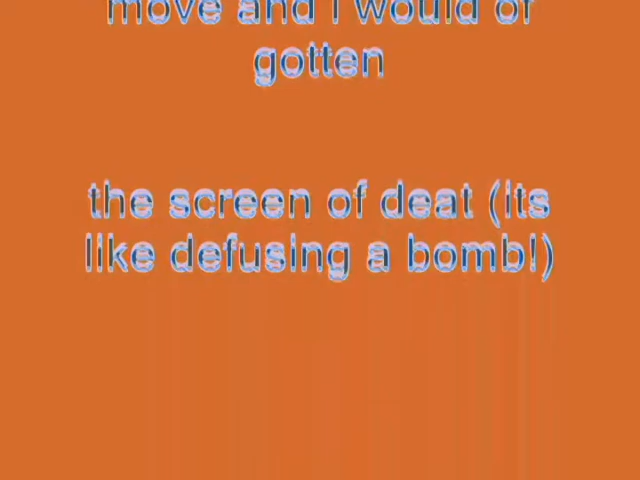 move and I would of
gotten
the screen of deat (its
like defusing a bomb!)